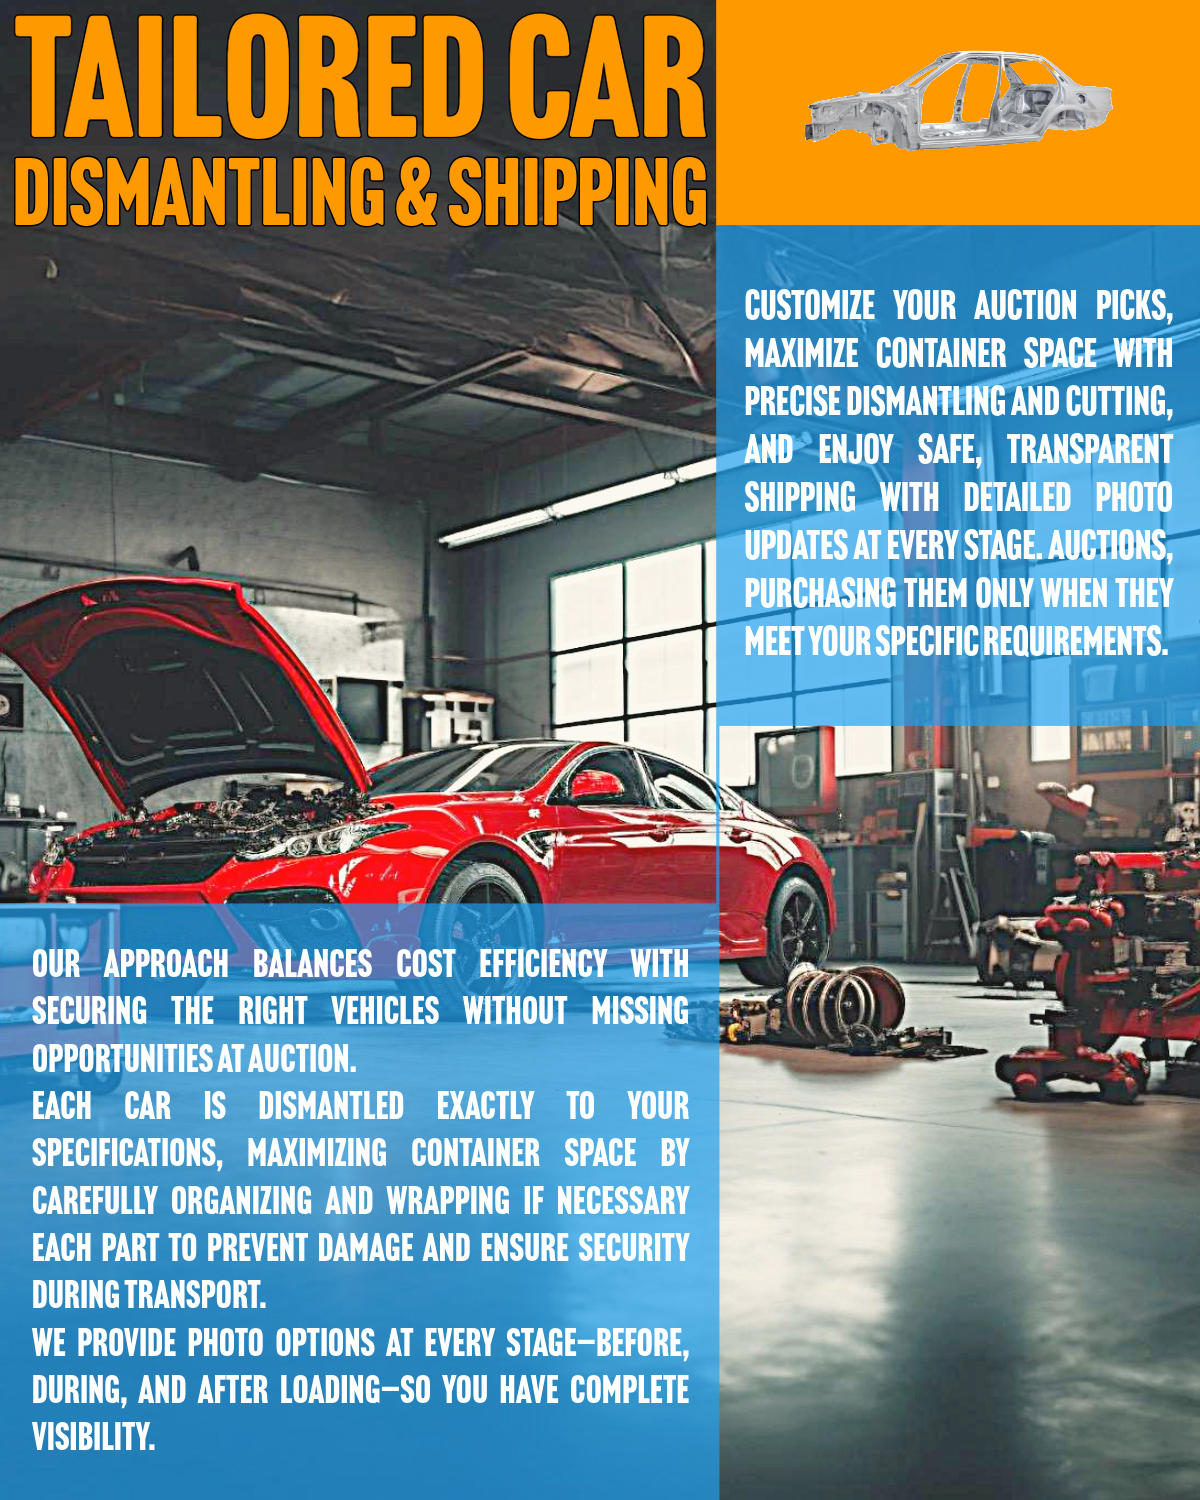 TAILORED CAR
DISMANTLING & SHIPPING
CUSTOMIZE YOUR AUCTION PICKS,
MAXIMIZE CONTAINER SPACE WITH
PRECISE DISMANTLING AND CUTTING,
AND ENJOY SAFE, TRANSPARENT
SHIPPING WITH DETAILED PHOTO
UPDATES AT EVERY STAGE. AUCTIONS,
PURCHASING THEM ONLY WHEN THEY
MEET YOUR SPECIFIC REQUIREMENTS.
OUR APPROACH BALANCES COST EFFICIENCY WITH
SECURING THE RIGHT VEHICLES WITHOUT MISSING
OPPORTUNITIES AT AUCTION.
EACH CAR IS DISMANTLED EXACTLY TO YOUR
SPECIFICATIONS, MAXIMIZING CONTAINER SPACE BY
CAREFULLY ORGANIZING AND WRAPPING IF NECESSARY
EACH PART TO PREVENT DAMAGE AND ENSURE SECURITY
DURING TRANSPORT.
WE PROVIDE PHOTO OPTIONS AT EVERY STAGE—BEFORE,
DURING, AND AFTER LOADING—SO YOU HAVE COMPLETE
VISIBILITY.